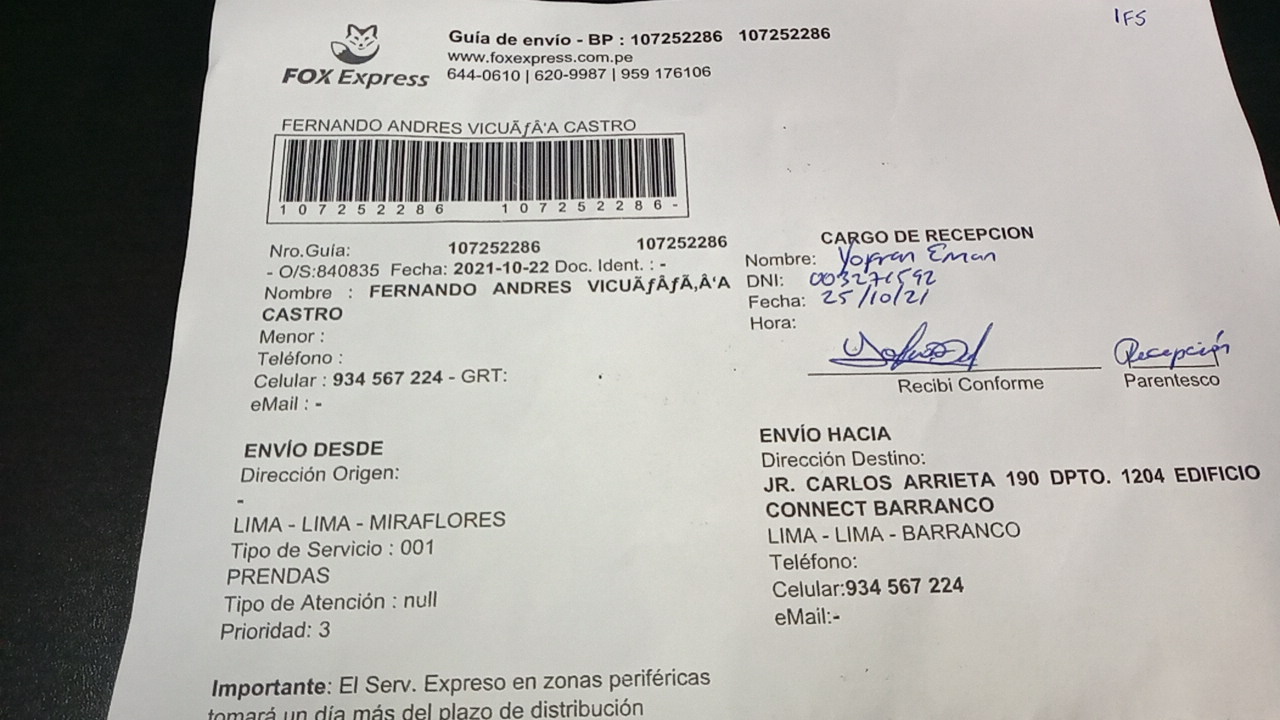 1F5
FOX Express
Guía de envío - BP : 107252286 107252286
www.foxexpress.com.pe
644-0610 | 620-9987 | 959 176106
FERNANDO ANDRES VICUÃƒÂ‘A CASTRO
107252286 107252286-
Nro.Guía: 107252286 107252286
- O/S:840835 Fecha: 2021-10-22 Doc. Ident. : -
Nombre : FERNANDO ANDRES VICUÃƒÂƒÃ‚Â‘A
CASTRO
Menor :
Teléfono :
Celular : 934 567 224 - GRT:
eMail : -
CARGO DE RECEPCION
Nombre: Yofran Eman
DNI: 003271592
Fecha: 25/10/21
Hora:
Recibi Conforme
Recepción
Parentesco
ENVÍO DESDE
Dirección Origen:
-
LIMA - LIMA - MIRAFLORES
Tipo de Servicio : 001
PRENDAS
Tipo de Atención : null
Prioridad: 3
ENVÍO HACIA
Dirección Destino:
JR. CARLOS ARRIETA 190 DPTO. 1204 EDIFICIO
CONNECT BARRANCO
LIMA - LIMA - BARRANCO
Teléfono:
Celular:934 567 224
eMail:-
Importante: El Serv. Expreso en zonas periféricas
tomará un día más del plazo de distribución